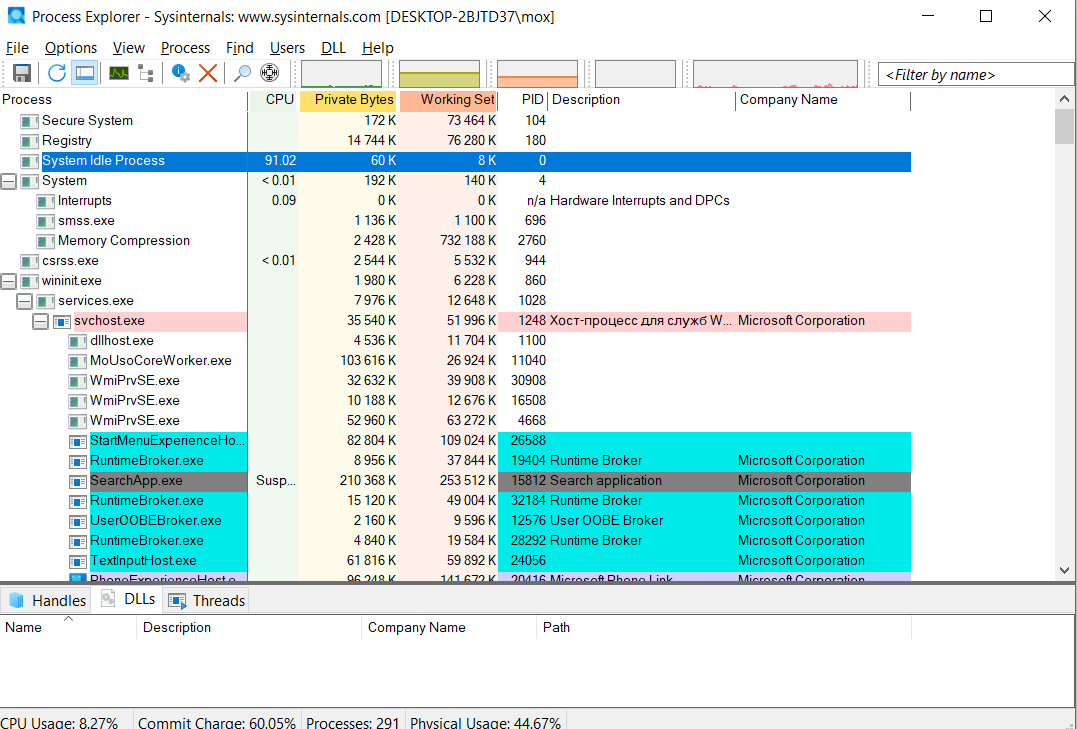 Process Explorer - Sysinternals: www.sysinternals.com [DESKTOP-2BJTD37\mox]
File Options View Process Find Users DLL Help
<Filter by name>
Process CPU Private Bytes Working Set PID Description Company Name
Secure System 172 K 73 464 K 104
Registry 14 744 K 76 280 K 180
System Idle Process 91.02 60 K 8 K 0
System < 0.01 192 K 140 K 4
Interrupts 0.09 0 K 0 K n/a Hardware Interrupts and DPCs
smss.exe 1 136 K 1 100 K 696
Memory Compression 2 428 K 732 188 K 2760
csrss.exe < 0.01 2 544 K 5 532 K 944
wininit.exe 1 980 K 6 228 K 860
services.exe 7 976 K 12 648 K 1028
svchost.exe 35 540 K 51 996 K 1248 Хост-процесс для служб W... Microsoft Corporation
dllhost.exe 4 536 K 11 704 K 1100
MoUsoCoreWorker.exe 103 616 K 26 924 K 11040
WmiPrvSE.exe 32 632 K 39 908 K 30908
WmiPrvSE.exe 10 188 K 12 676 K 16508
WmiPrvSE.exe 52 960 K 63 272 K 4668
StartMenuExperienceHo... 82 804 K 109 024 K 26588
RuntimeBroker.exe 8 956 K 37 844 K 19404 Runtime Broker Microsoft Corporation
SearchApp.exe Susp... 210 368 K 253 512 K 15812 Search application Microsoft Corporation
RuntimeBroker.exe 15 120 K 49 004 K 32184 Runtime Broker Microsoft Corporation
UserOOBEBroker.exe 2 160 K 9 596 K 12576 User OOBE Broker Microsoft Corporation
RuntimeBroker.exe 4 840 K 19 584 K 28292 Runtime Broker Microsoft Corporation
TextInputHost.exe 61 816 K 59 892 K 24056
PhoneExperienceHost.e... 96 248 K 141 672 K 20416 Microsoft Phone Link Microsoft Corporation
Handles DLLs Threads
Name Description Company Name Path
CPU Usage: 8.27% Commit Charge: 60.05% Processes: 291 Physical Usage: 44.67%